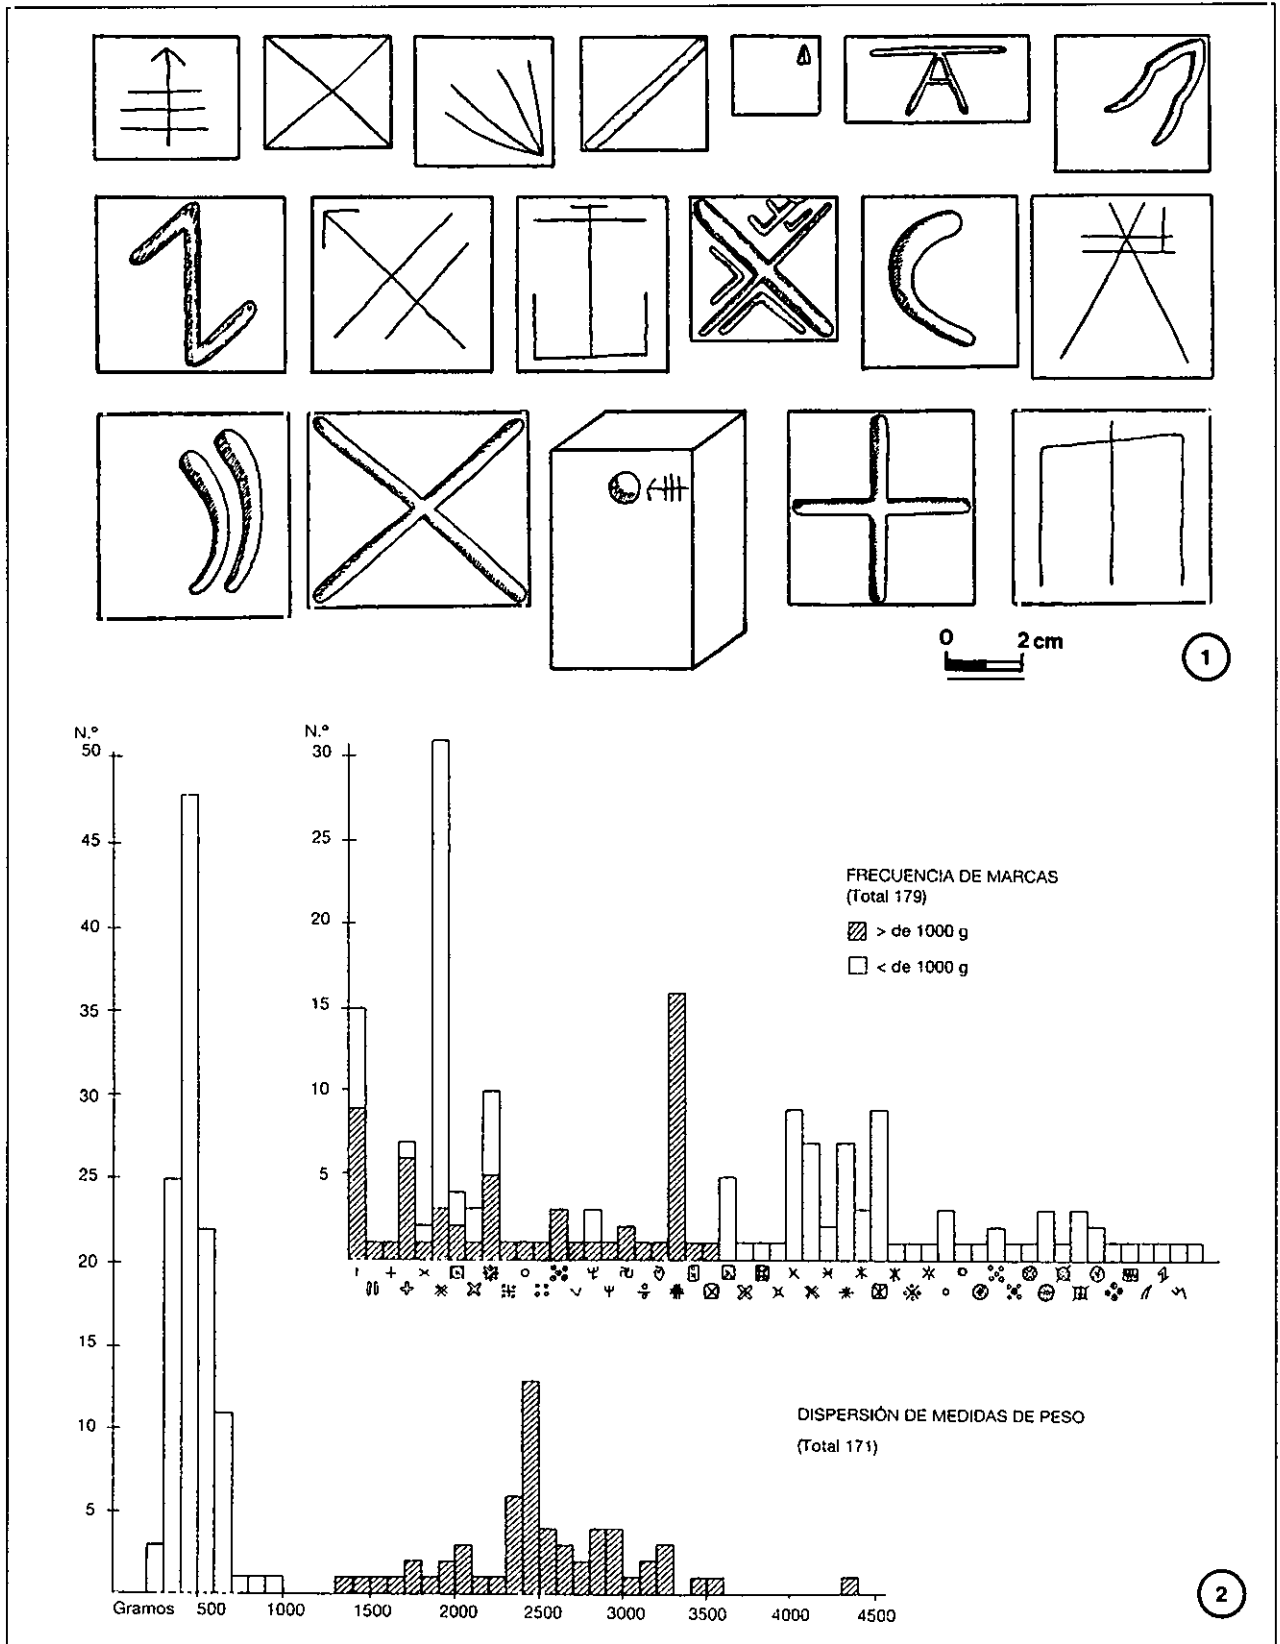 0 2 cm
1
N.º
50
45
40
35
30
25
20
15
10
5
N.º
30
25
20
15
10
5
FRECUENCIA DE MARCAS
(Total 179)
> de 1000 g
< de 1000 g
DISPERSIÓN DE MEDIDAS DE PESO
(Total 171)
Gramos 500 1000 1500 2000 2500 3000 3500 4000 4500
2